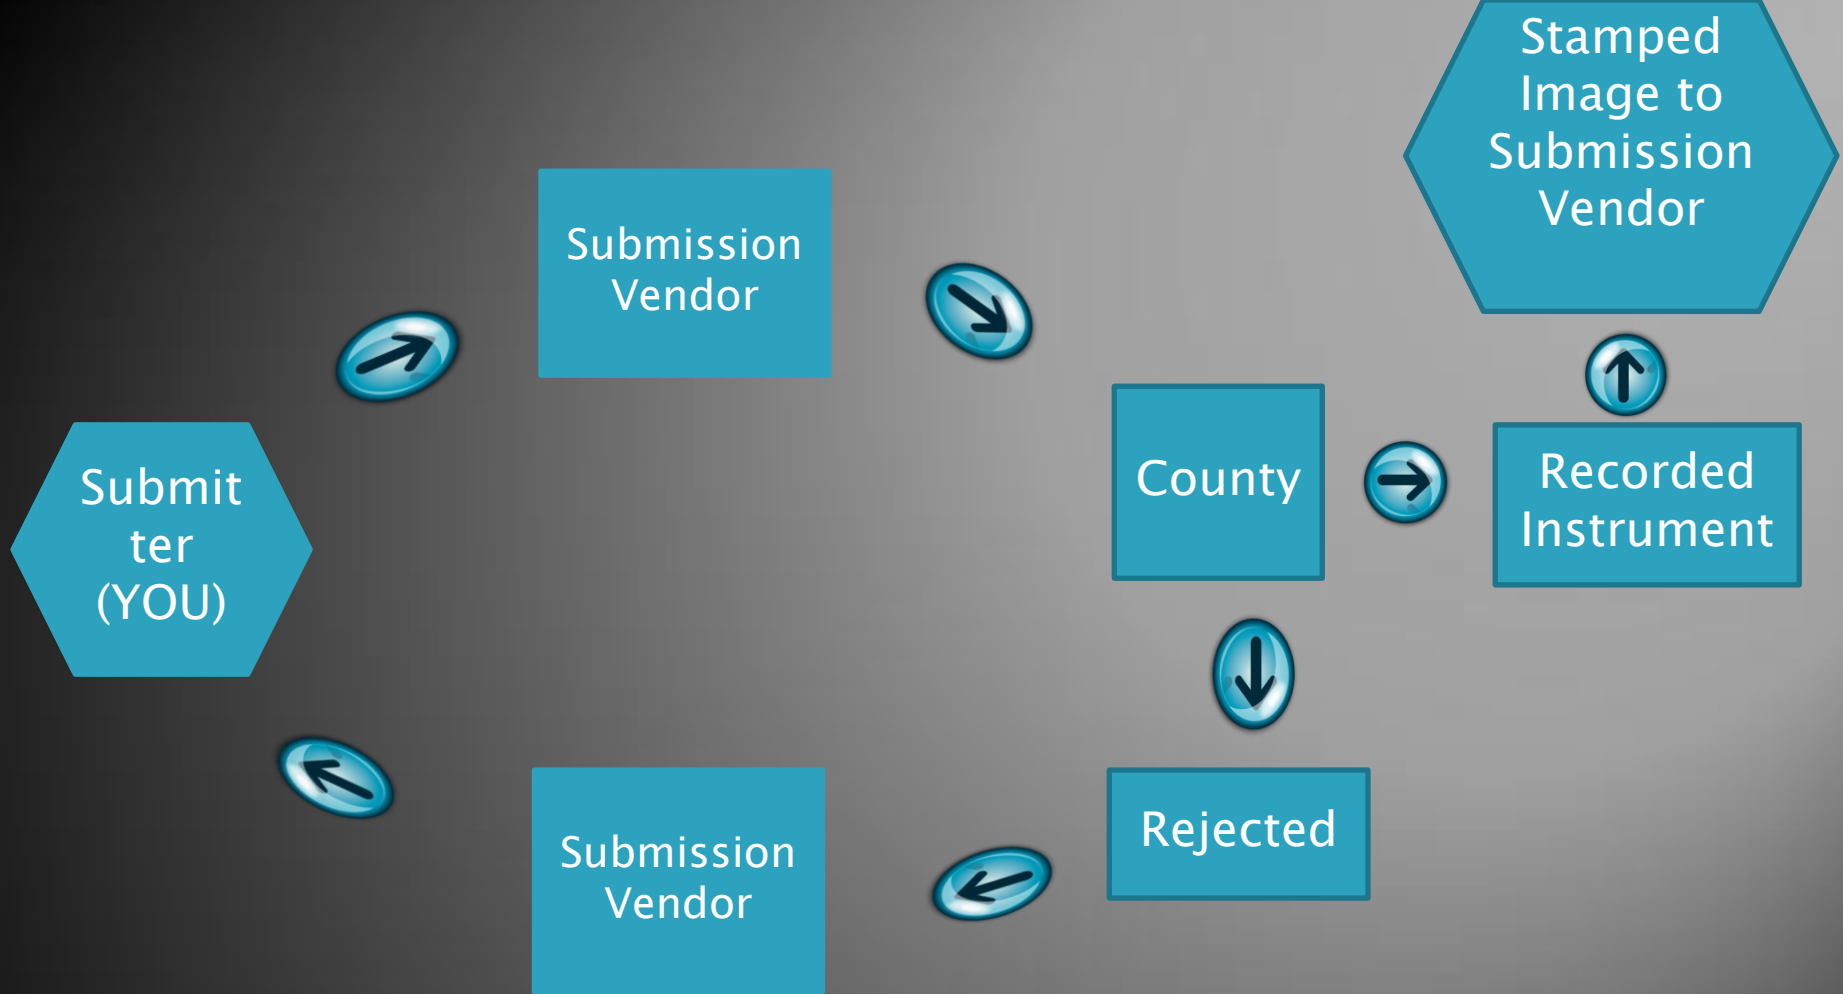 Stamped
Image to
Submission
Vendor
Submission
Vendor
County
Recorded
Instrument
Submit
ter
(YOU)
Rejected
Submission
Vendor